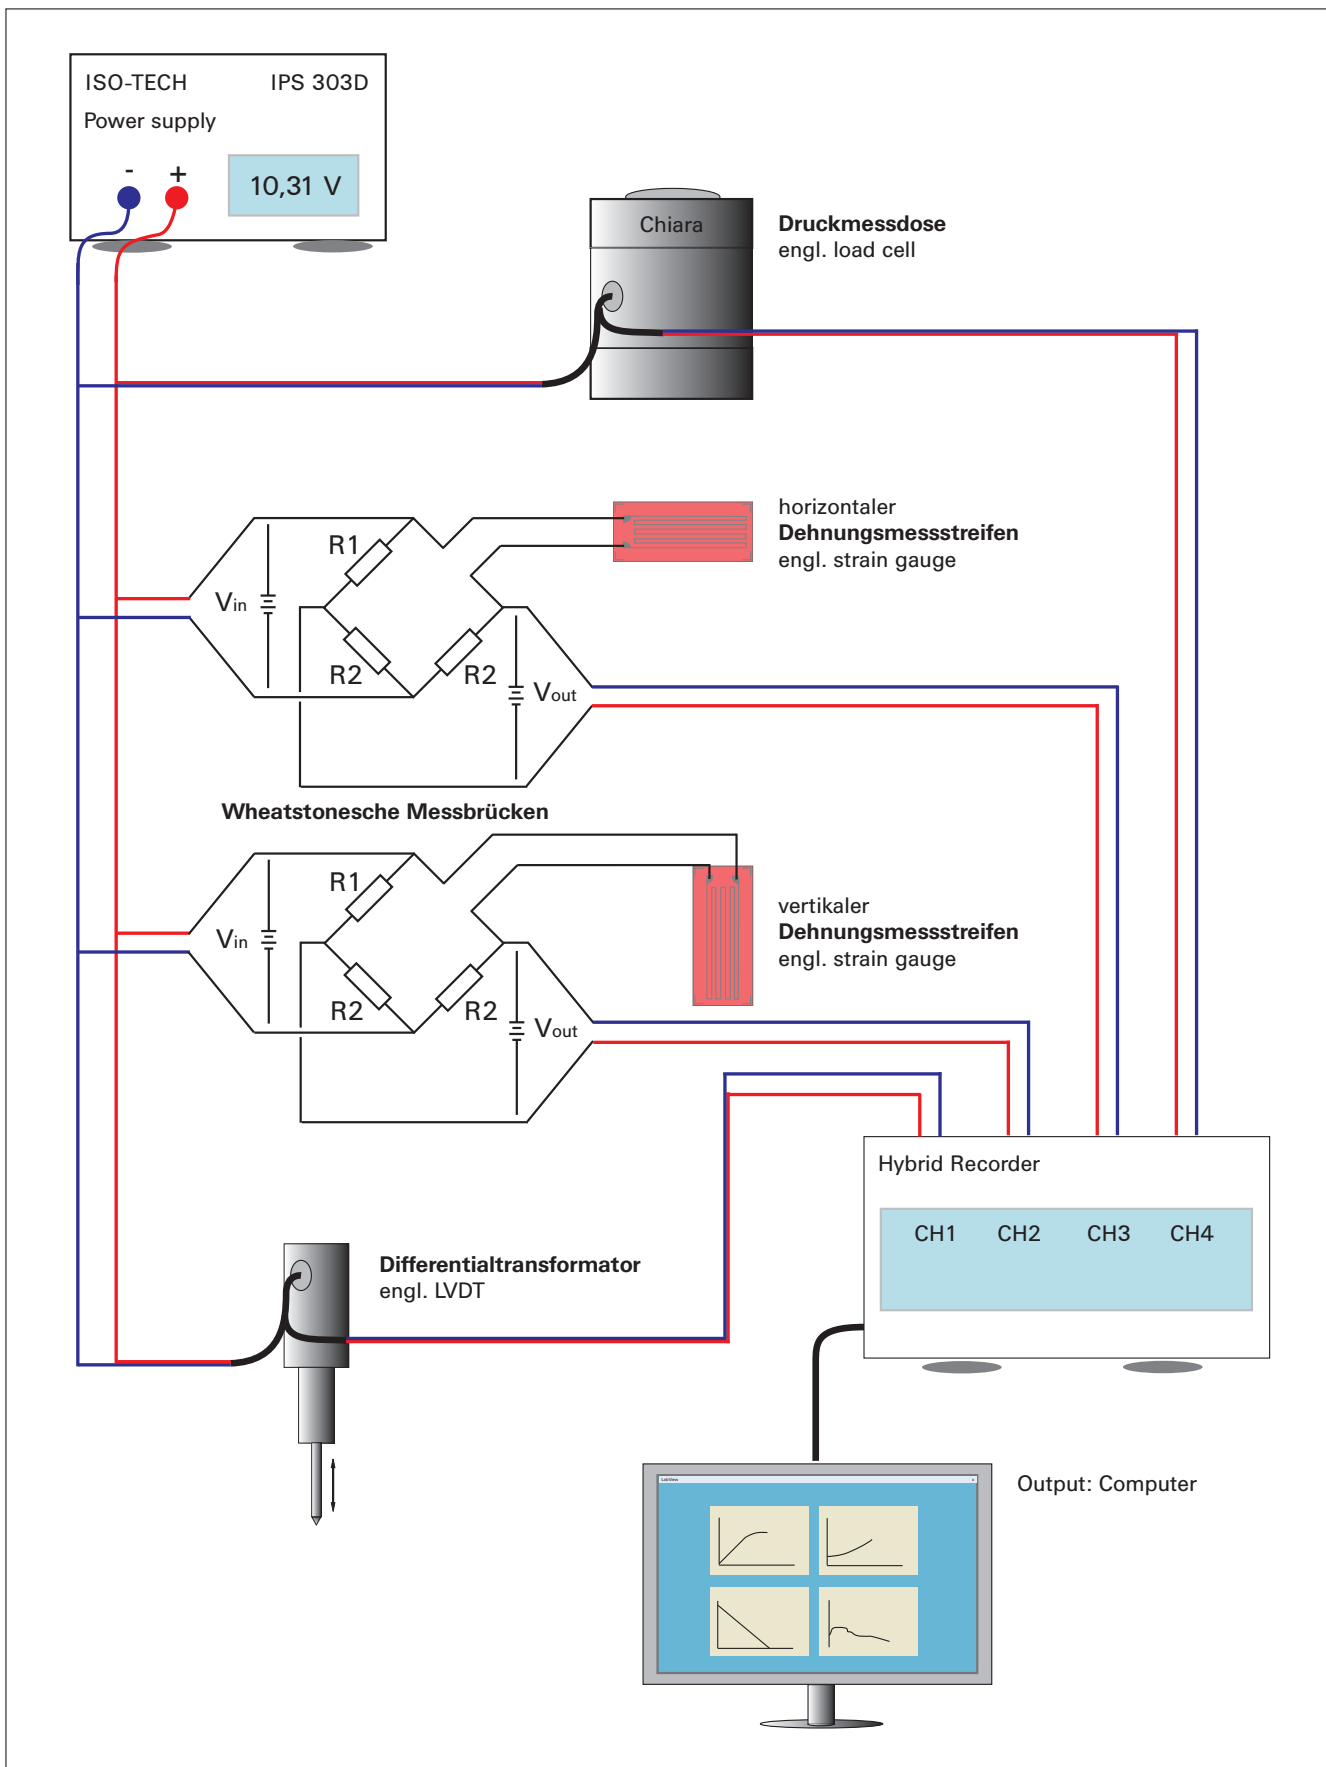 ISO-TECH IPS 303D
Power supply
- +
10,31 V
Chiara
Druckmessdose
engl. load cell
horizontaler
Dehnungsmessstreifen
engl. strain gauge
R1
Vin
R2
R2
Vout
Wheatstonesche Messbrücken
R1
Vin
R2
R2
Vout
vertikaler
Dehnungsmessstreifen
engl. strain gauge
Hybrid Recorder
CH1 CH2 CH3 CH4
Differentialtransformator
engl. LVDT
LabView x
Output: Computer